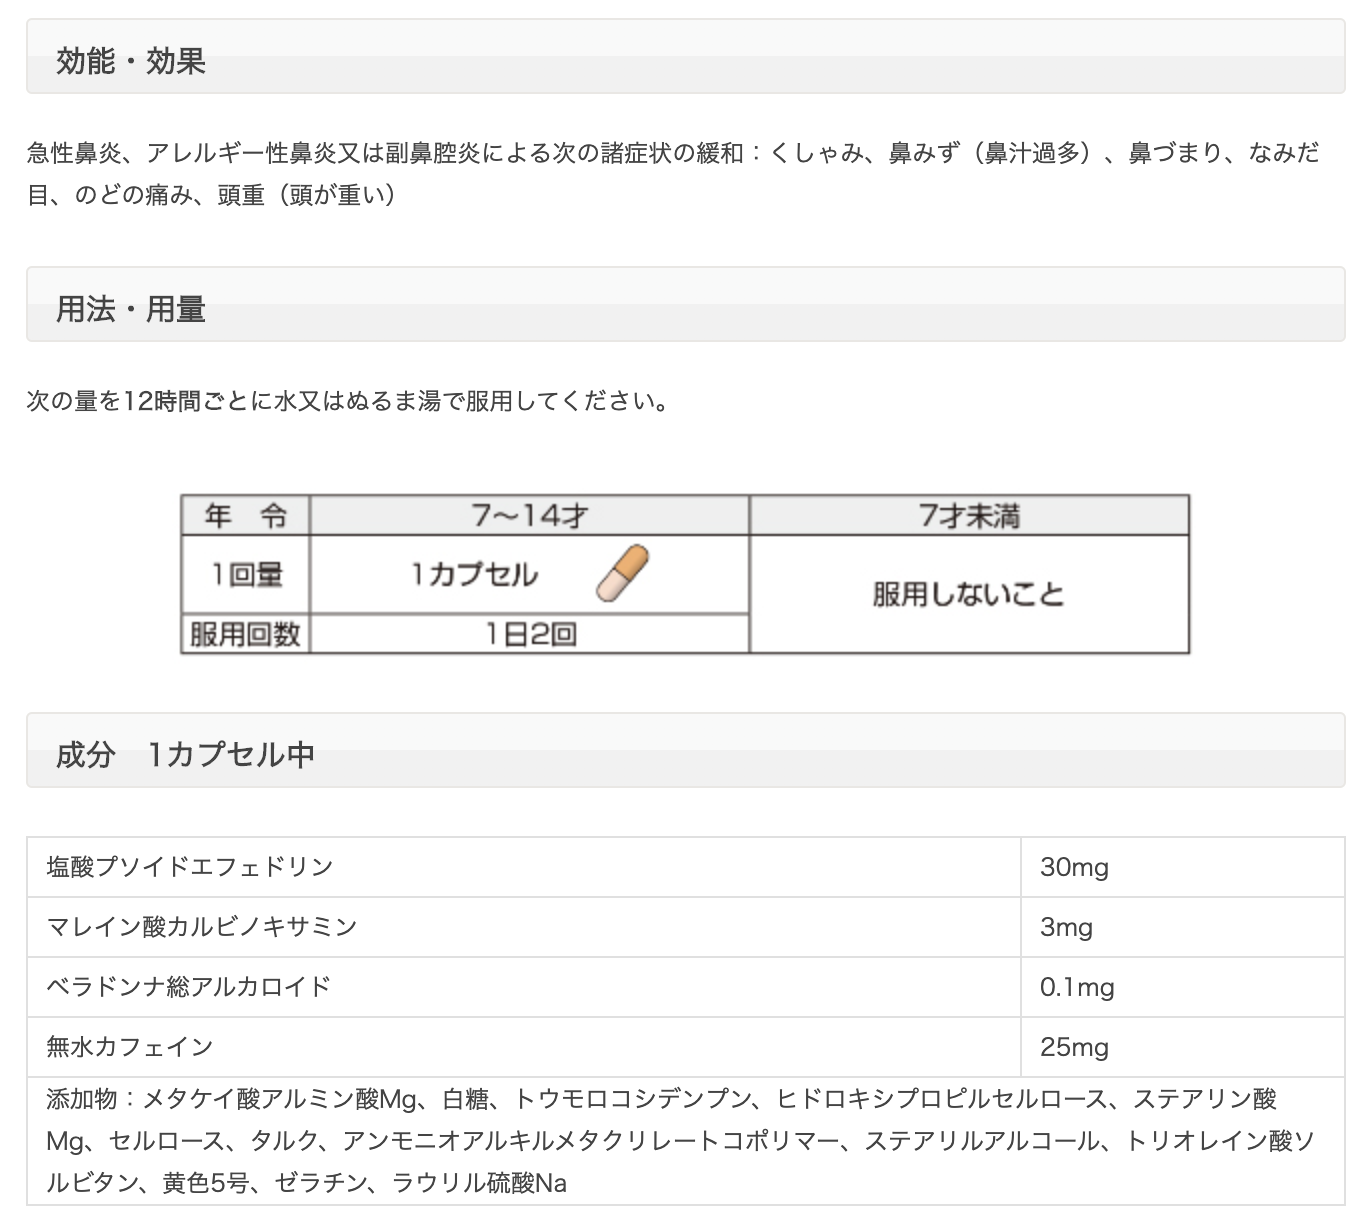 効能・効果
急性鼻炎、アレルギー性鼻炎又は副鼻腔炎による次の諸症状の緩和：くしゃみ、鼻みず（鼻汁過多）、鼻づまり、なみだ
目、のどの痛み、頭重（頭が重い）
用法・用量
次の量を12時間ごとに水又はぬるま湯で服用してください。
年　令 7〜14才 7才未満
1回量 1カプセル 服用しないこと
服用回数 1日2回
成分　1カプセル中
塩酸プソイドエフェドリン 30mg
マレイン酸カルビノキサミン 3mg
ベラドンナ総アルカロイド 0.1mg
無水カフェイン 25mg
添加物：メタケイ酸アルミン酸Mg、白糖、トウモロコシデンプン、ヒドロキシプロピルセルロース、ステアリン酸
Mg、セルロース、タルク、アンモニオアルキルメタクリレートコポリマー、ステアリルアルコール、トリオレイン酸ソ
ルビタン、黄色5号、ゼラチン、ラウリル硫酸Na